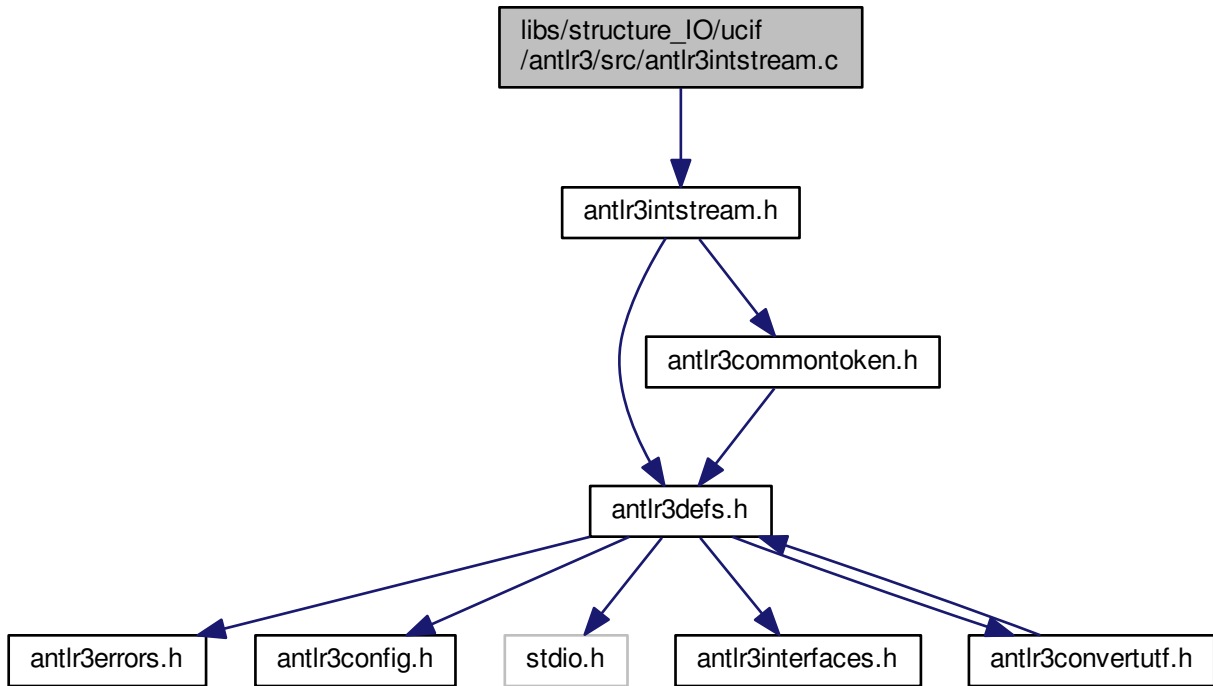 libs/structure_IO/ucif
/antlr3/src/antlr3intstream.c
antlr3intstream.h
antlr3commontoken.h
antlr3defs.h
antlr3errors.h
antlr3config.h
stdio.h
antlr3interfaces.h
antlr3convertutf.h